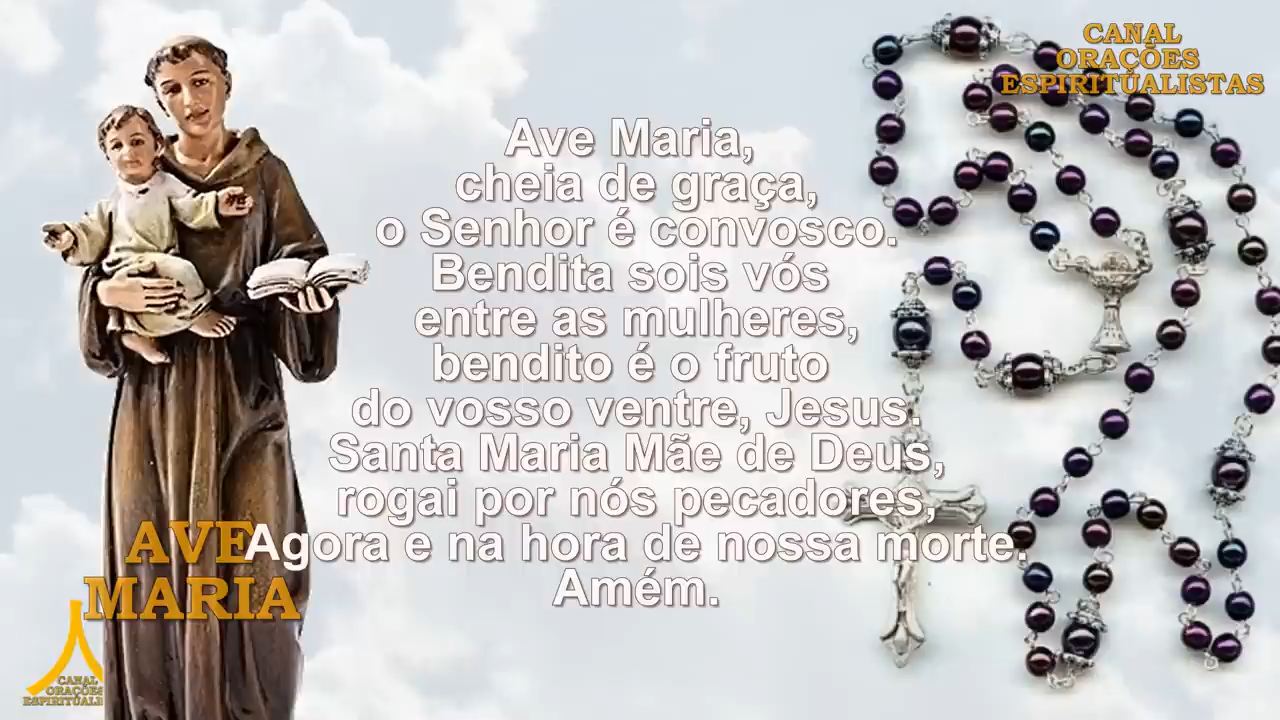 CANAL
ORAÇÕES
ESPIRITUALISTAS
Ave Maria,
cheia de graça,
o Senhor é convosco.
Bendita sois vós
entre as mulheres,
bendito é o fruto
do vosso ventre, Jesus.
Santa Maria Mãe de Deus,
rogai por nós pecadores,
Agora e na hora de nossa morte.
Amém.
AVE
MARIA
CANAL
ORAÇÕES